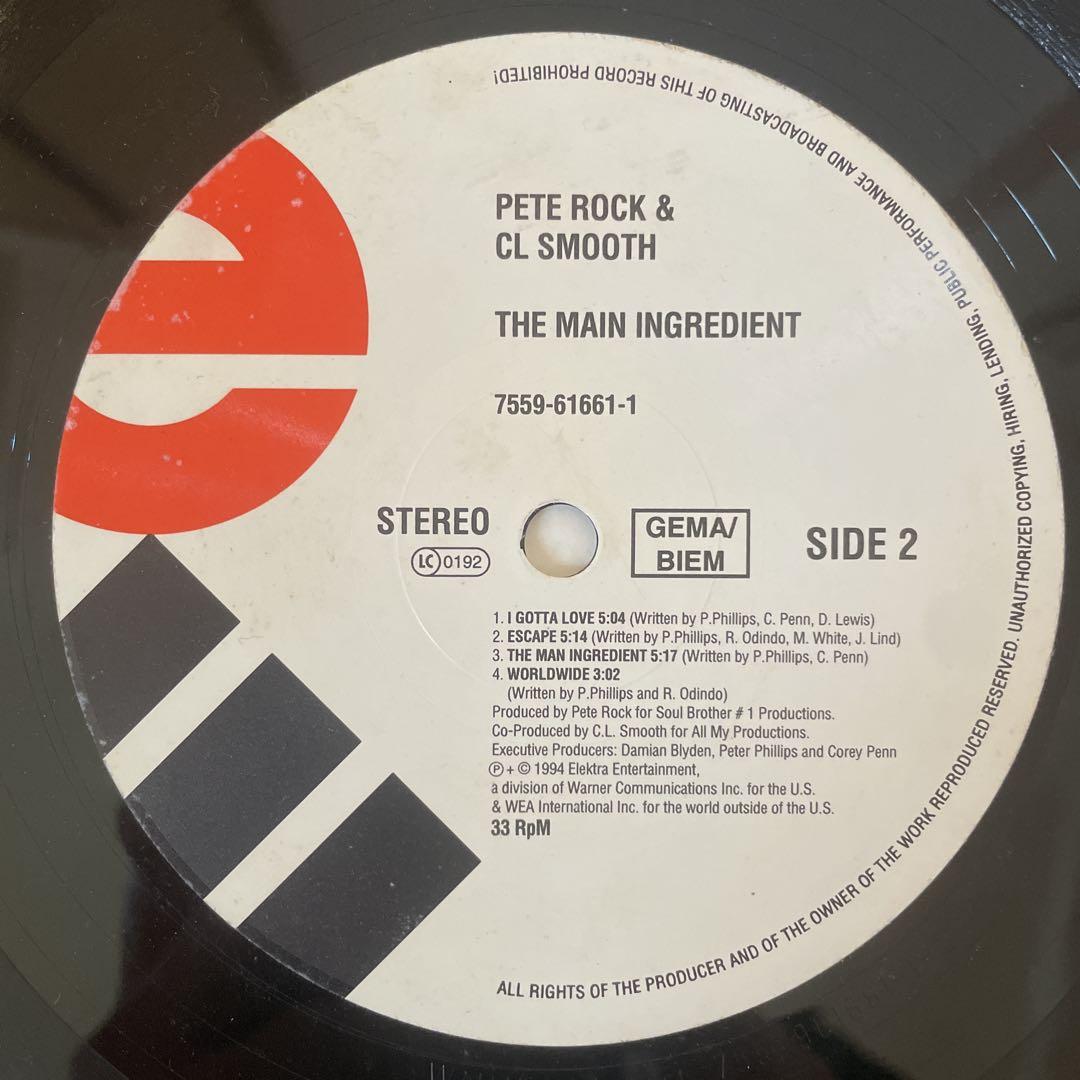 PETE ROCK &
CL SMOOTH
THE MAIN INGREDIENT
7559-61661-1
STEREO
LC 0192
GEMA/
BIEM
SIDE 2
1. I GOTTA LOVE 5:04 (Written by P.Phillips, C. Penn, D. Lewis)
2. ESCAPE 5:14 (Written by P.Phillips, R. Odindo, M. White, J. Lind)
3. THE MAN INGREDIENT 5:17 (Written by P.Phillips, C. Penn)
4. WORLDWIDE 3:02
(Written by P.Phillips and R. Odindo)
Produced by Pete Rock for Soul Brother # 1 Productions.
Co-Produced by C.L. Smooth for All My Productions.
Executive Producers: Damian Blyden, Peter Phillips and Corey Penn
℗ + © 1994 Elektra Entertainment,
a division of Warner Communications Inc. for the U.S.
& WEA International Inc. for the world outside of the U.S.
33 RpM
ALL RIGHTS OF THE PRODUCER AND OF THE OWNER OF THE WORK REPRODUCED RESERVED. UNAUTHORIZED COPYING, HIRING, LENDING, PUBLIC PERFORMANCE AND BROADCASTING OF THIS RECORD PROHIBITED!